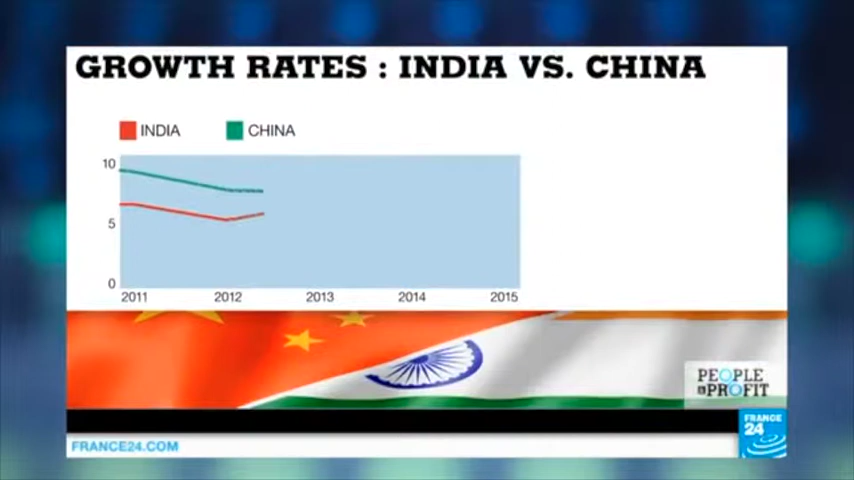 GROWTH RATES : INDIA VS. CHINA
INDIA
CHINA
10
5
0
2011
2012
2013
2014
2015
PEOPLE
& PROFIT
FRANCE
24
FRANCE24.COM